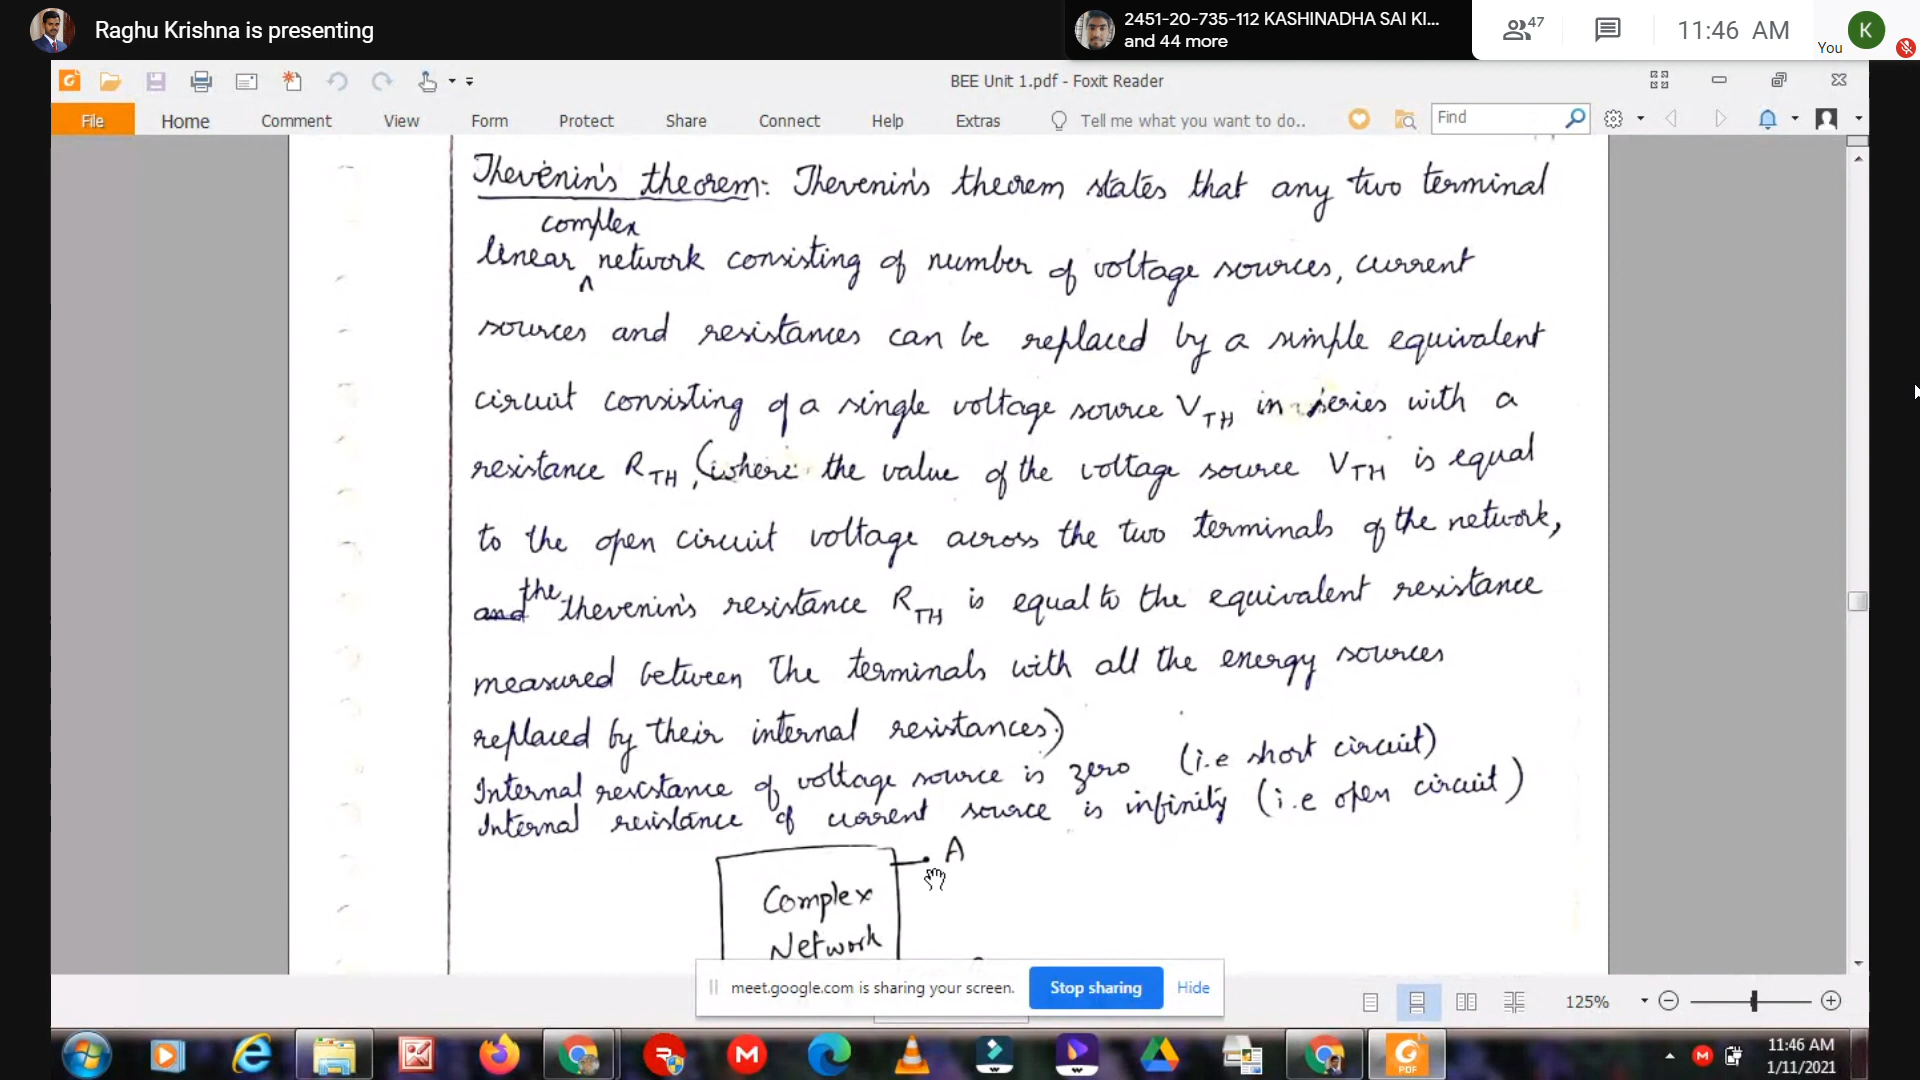 Raghu Krishna is presenting
2451-20-735-112 KASHINADHA SAI KI...
and 44 more
47
11:46 AM
You
K
BEE Unit 1.pdf - Foxit Reader
File Home Comment View Form Protect Share Connect Help Extras Tell me what you want to do.. Find
Thevenin's theorem: Thevenin's theorem states that any two terminal
complex
linear ^ network consisting of number of voltage sources, current
sources and resistances can be replaced by a simple equivalent
circuit consisting of a single voltage source VTH in series with a
resistance RTH, (where the value of the voltage source VTH is equal
to the open circuit voltage across the two terminals of the network,
and the thevenin's resistance RTH is equal to the equivalent resistance
measured between the terminals with all the energy sources
replaced by their internal resistances.)
Internal resistance of voltage source is zero (i.e short circuit)
Internal resistance of current source is infinity (i.e open circuit)
A
Complex
Network
meet.google.com is sharing your screen. Stop sharing Hide
125%
PDF
11:46 AM
1/11/2021